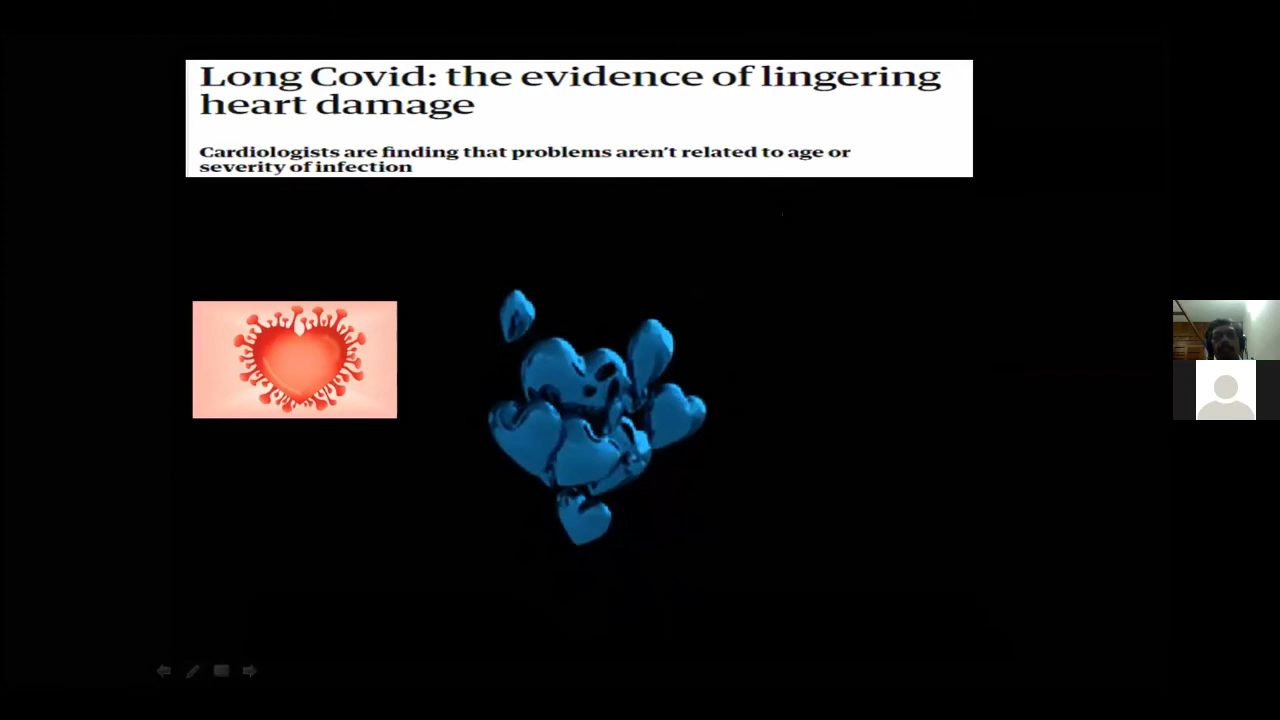 Long Covid: the evidence of lingering
heart damage
Cardiologists are finding that problems aren't related to age or
severity of infection